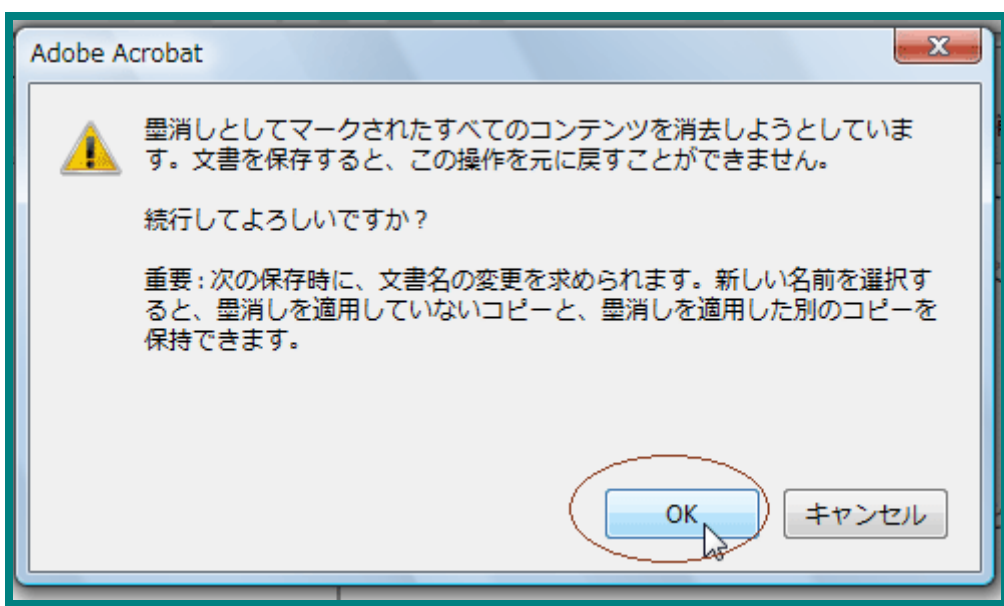 Adobe Acrobat
墨消しとしてマークされたすべてのコンテンツを消去しようとしていま
す。文書を保存すると、この操作を元に戻すことができません。
続行してよろしいですか？
重要:次の保存時に、文書名の変更を求められます。新しい名前を選択す
ると、墨消しを適用していないコピーと、墨消しを適用した別のコピーを
保持できます。
OK
キャンセル